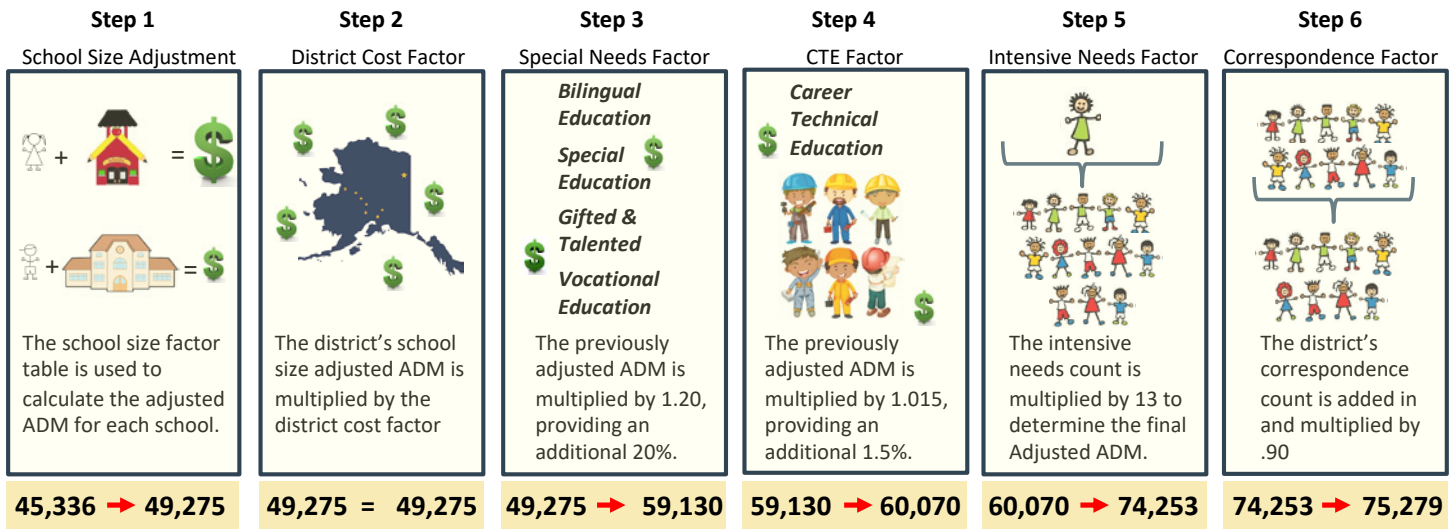 Step 1
School Size Adjustment
+ = $
+ = $
The school size factor
table is used to
calculate the adjusted
ADM for each school.
45,336 → 49,275
Step 2
District Cost Factor
$
$
$
$
$
The district’s school
size adjusted ADM is
multiplied by the
district cost factor
49,275 = 49,275
Step 3
Special Needs Factor
Bilingual
Education
Special $
Education
Gifted &
$ Talented
Vocational
Education
The previously
adjusted ADM is
multiplied by 1.20,
providing an
additional 20%.
49,275 → 59,130
Step 4
CTE Factor
Career
Technical
$ Education
$
The previously
adjusted ADM is
multiplied by 1.015,
providing an
additional 1.5%.
59,130 → 60,070
Step 5
Intensive Needs Factor
The intensive
needs count is
multiplied by 13 to
determine the final
Adjusted ADM.
60,070 → 74,253
Step 6
Correspondence Factor
The district’s
correspondence
count is added in
and multiplied by
.90
74,253 → 75,279